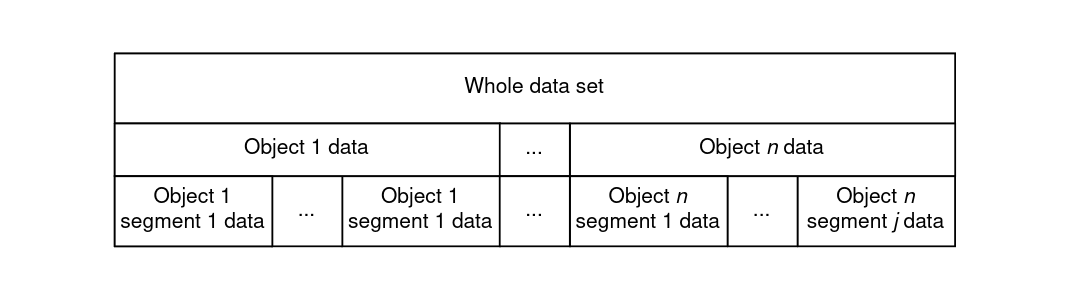 Whole data set
Object 1 data
...
Object n data
Object 1
segment 1 data
...
Object 1
segment 1 data
...
Object n
segment 1 data
...
Object n
segment j data